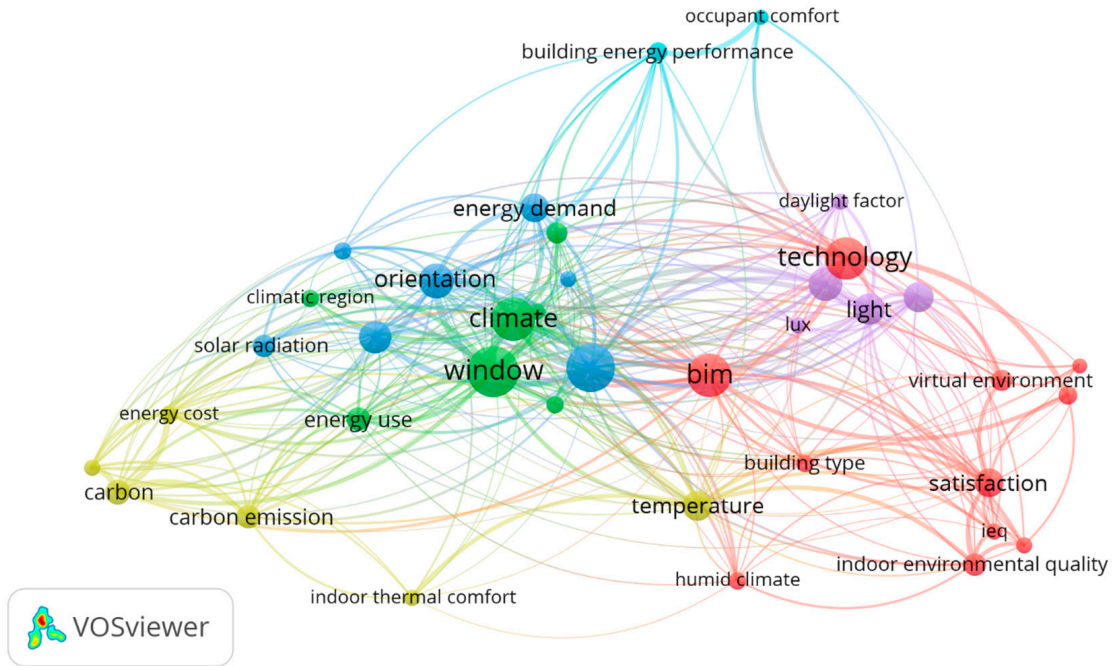 occupant comfort
building energy performance
energy demand
daylight factor
technology
orientation
climatic region
light
climate
lux
solar radiation
window
bim
virtual environment
energy cost
energy use
building type
carbon
satisfaction
temperature
carbon emission
ieq
indoor environmental quality
humid climate
indoor thermal comfort
VOSviewer